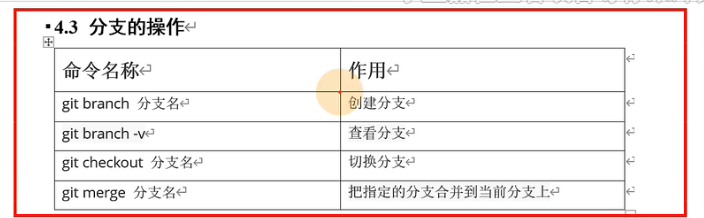 4.3 分支的操作
命令名称 作用
git branch 分支名 创建分支
git branch -v 查看分支
git checkout 分支名 切换分支
git merge 分支名 把指定的分支合并到当前分支上